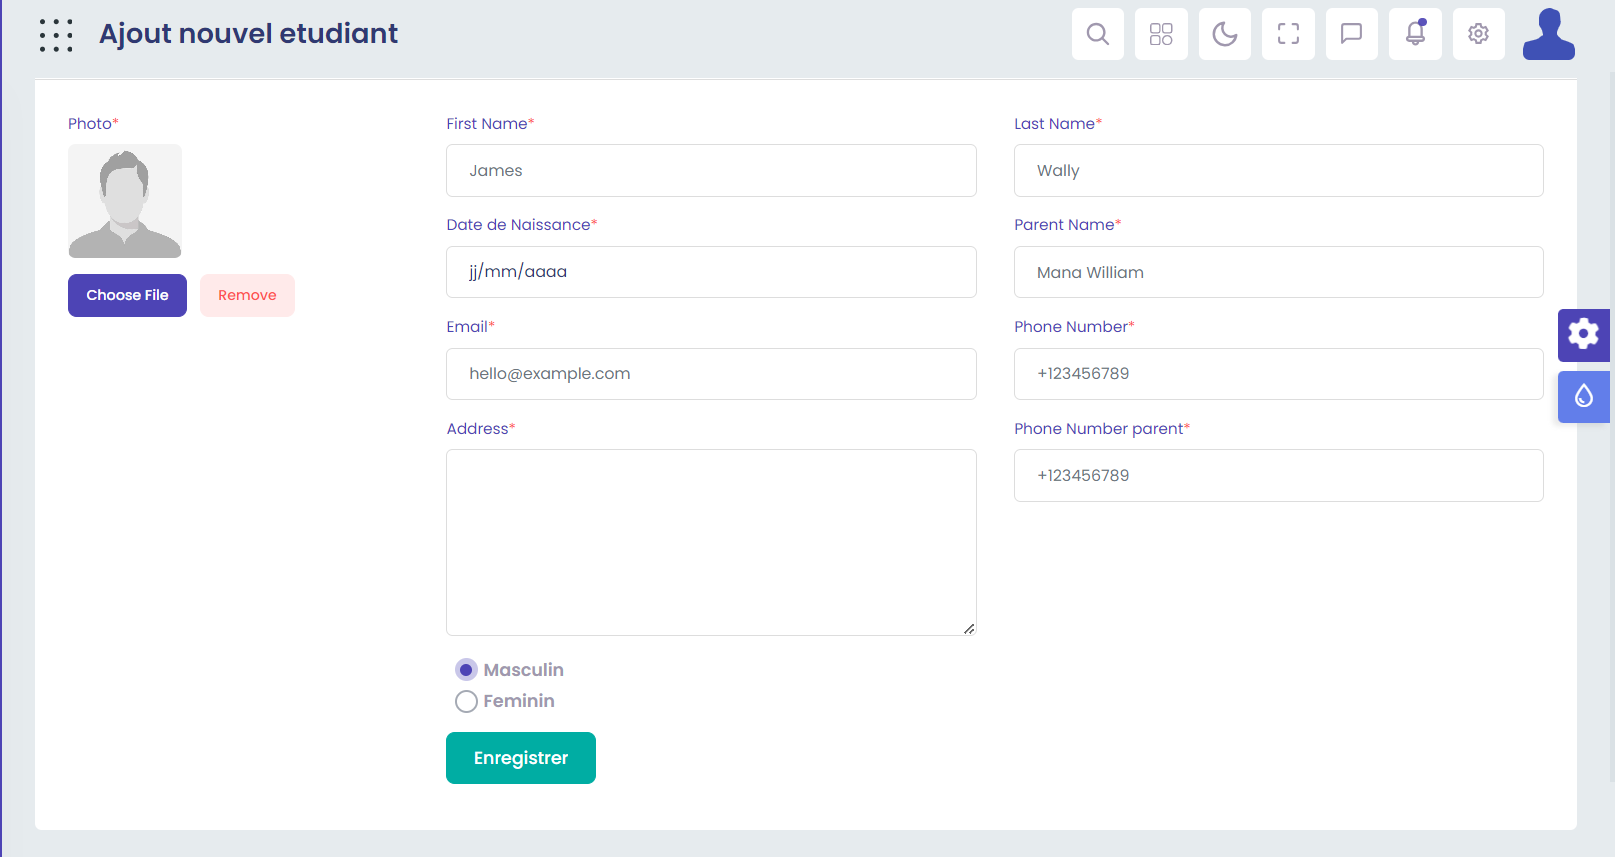 Ajout nouvel etudiant
Photo*
Choose File
Remove
First Name*
James
Last Name*
Wally
Date de Naissance*
jj/mm/aaaa
Parent Name*
Mana William
Email*
hello@example.com
Phone Number*
+123456789
Address*
Phone Number parent*
+123456789
Masculin
Feminin
Enregistrer